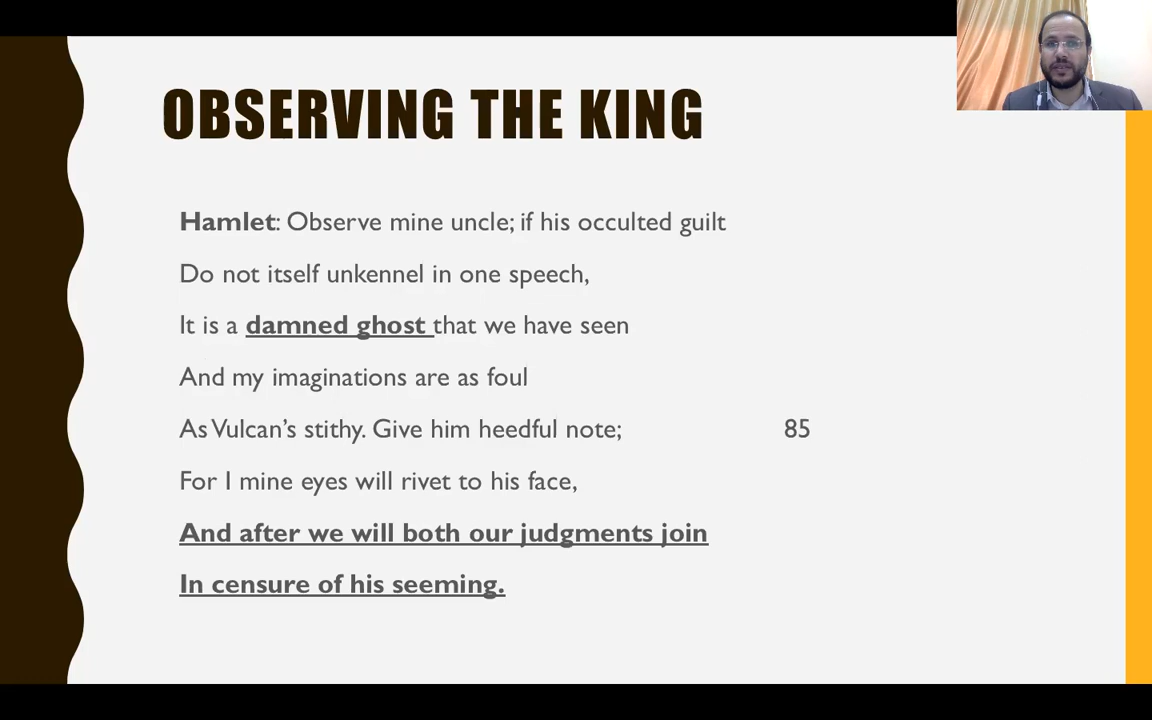 OBSERVING THE KING
Hamlet: Observe mine uncle; if his occulted guilt
Do not itself unkennel in one speech,
It is a damned ghost that we have seen
And my imaginations are as foul
As Vulcan’s stithy. Give him heedful note; 85
For I mine eyes will rivet to his face,
And after we will both our judgments join
In censure of his seeming.